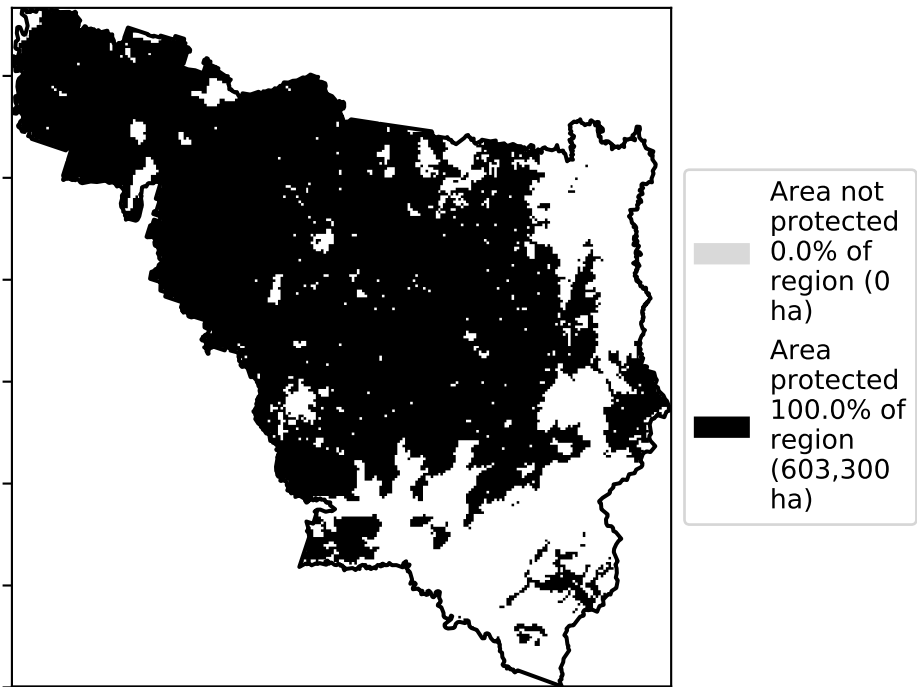 Area not
protected
0.0% of
region (0
ha)
Area
protected
100.0% of
region
(603,300
ha)